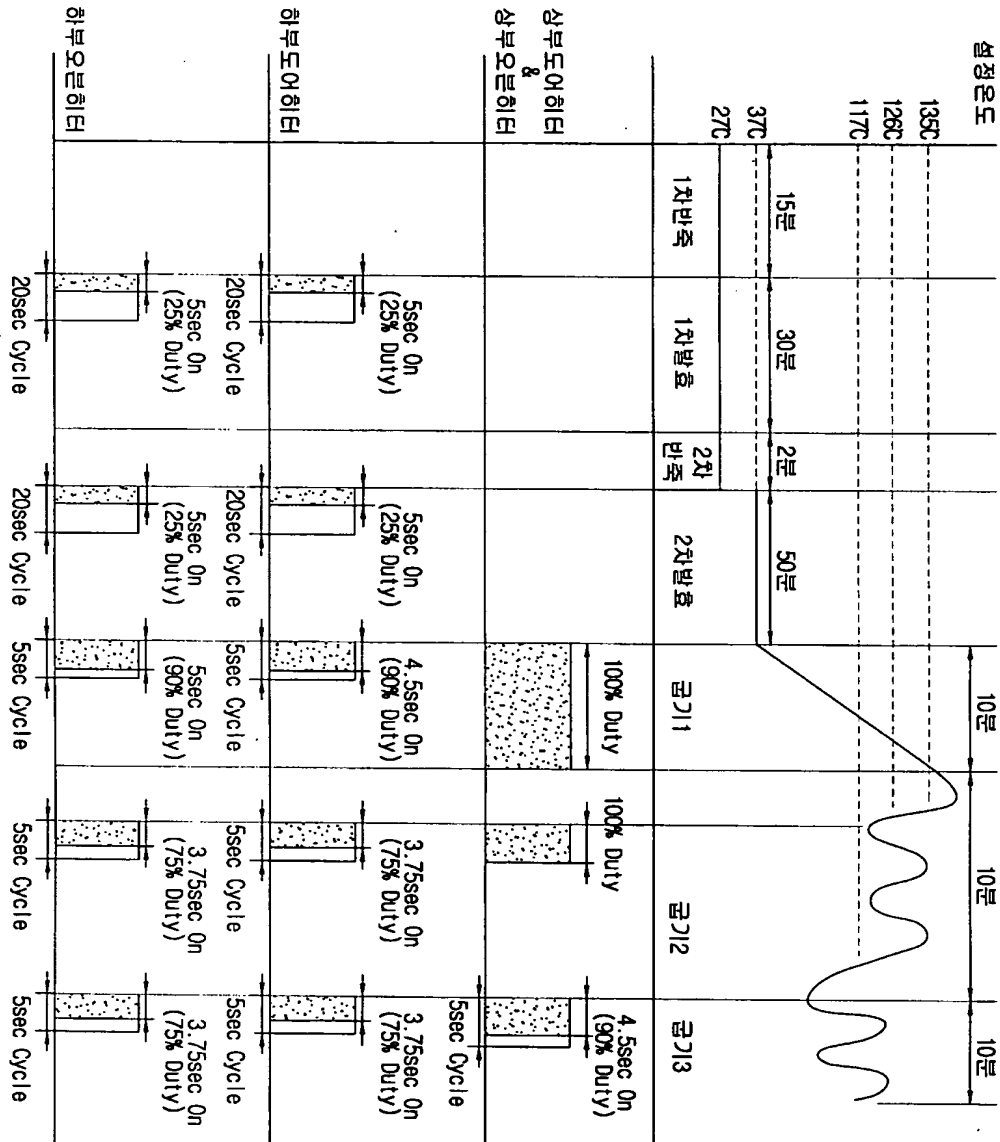 설정온도
135℃
126℃
117℃
37℃
27℃
15분
30분
2분
50분
10분
10분
10분
1차반죽
1차발효
2차
반죽
2차발효
굽기1
굽기2
굽기3
상부도어히터
&
상부오븐히터
100% Duty
100% Duty
4.5sec On
(90% Duty)
5sec Cycle
하부도어히터
5sec On
(25% Duty)
20sec Cycle
5sec On
(25% Duty)
20sec Cycle
4.5sec On
(90% Duty)
5sec Cycle
3.75sec On
(75% Duty)
5sec Cycle
3.75sec On
(75% Duty)
5sec Cycle
하부오븐히터
5sec On
(25% Duty)
20sec Cycle
5sec On
(25% Duty)
20sec Cycle
5sec On
(90% Duty)
5sec Cycle
3.75sec On
(75% Duty)
5sec Cycle
3.75sec On
(75% Duty)
5sec Cycle